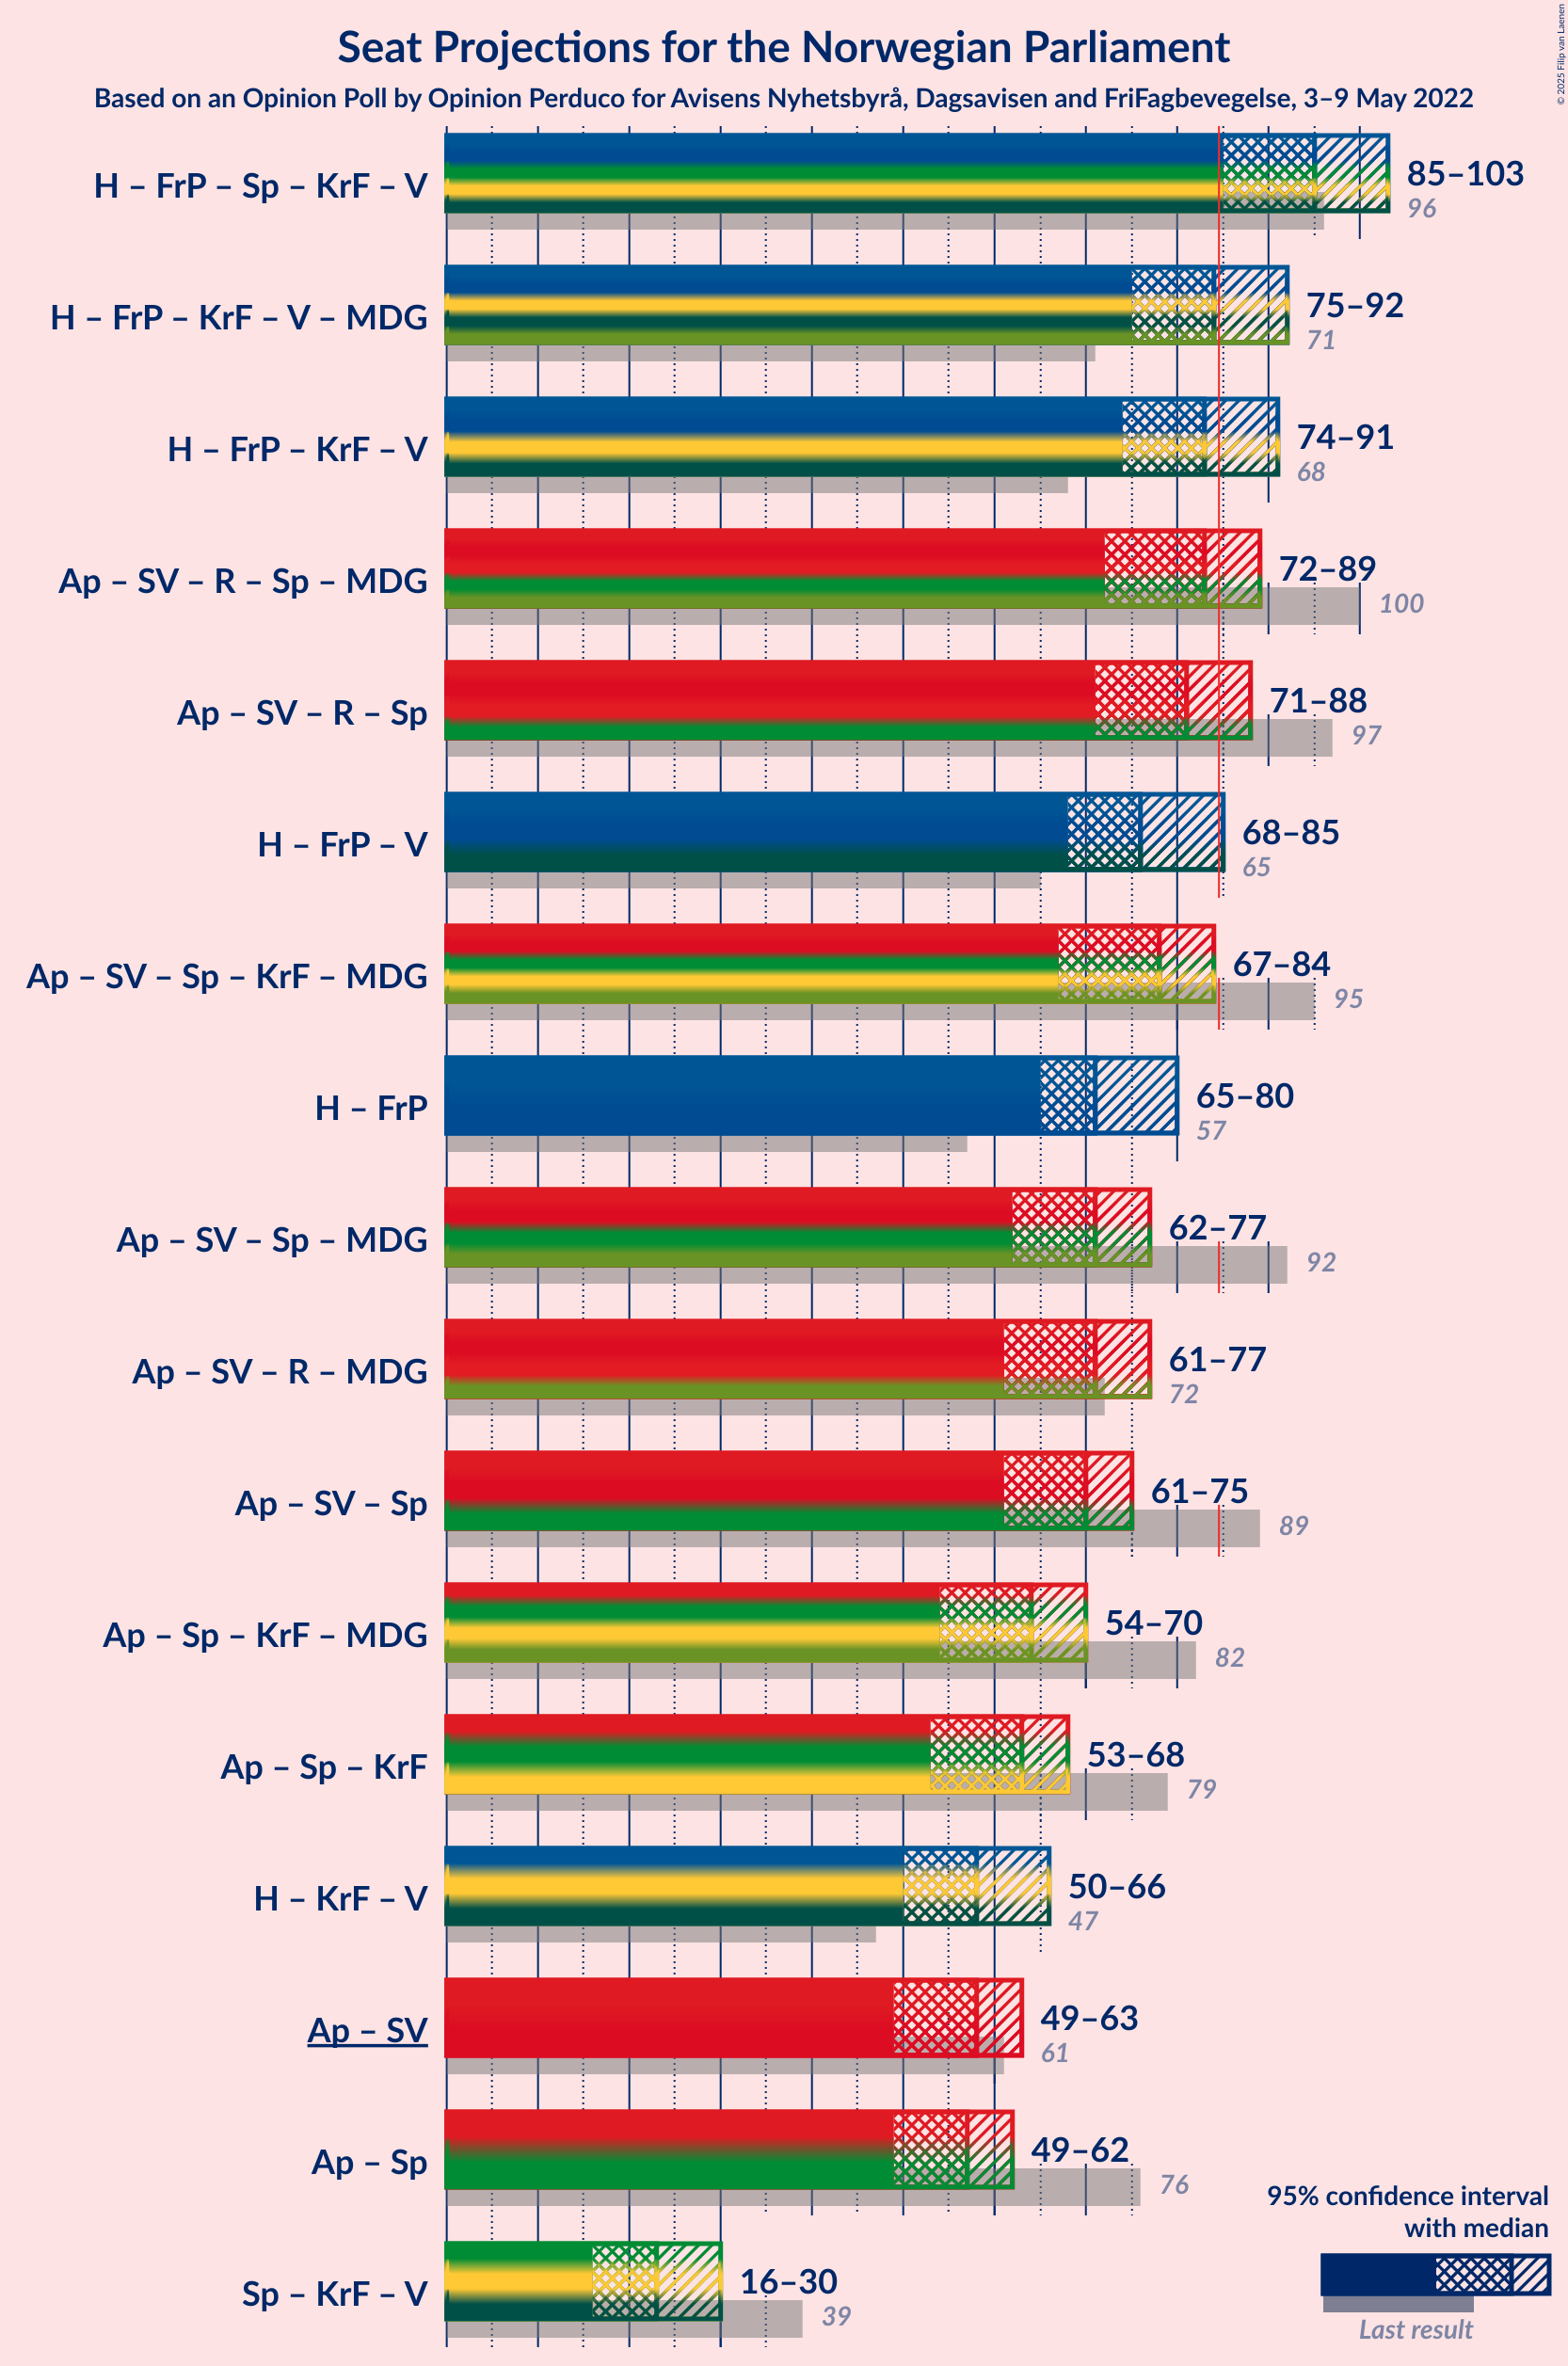 Seat Projections for the Norwegian Parliament
Based on an Opinion Poll by Opinion Perduco for Avisens Nyhetsbyrå, Dagsavisen and FriFagbevegelse, 3–9 May 2022
© 2025 Filip van Laenen
H – FrP – Sp – KrF – V
85–103
96
H – FrP – KrF – V – MDG
75–92
71
H – FrP – KrF – V
74–91
68
Ap – SV – R – Sp – MDG
72–89
100
Ap – SV – R – Sp
71–88
97
H – FrP – V
68–85
65
Ap – SV – Sp – KrF – MDG
67–84
95
H – FrP
65–80
57
Ap – SV – Sp – MDG
62–77
92
Ap – SV – R – MDG
61–77
72
Ap – SV – Sp
61–75
89
Ap – Sp – KrF – MDG
54–70
82
Ap – Sp – KrF
53–68
79
H – KrF – V
50–66
47
Ap – SV
49–63
61
Ap – Sp
49–62
76
Sp – KrF – V
16–30
39
95% confidence interval
with median
Last result